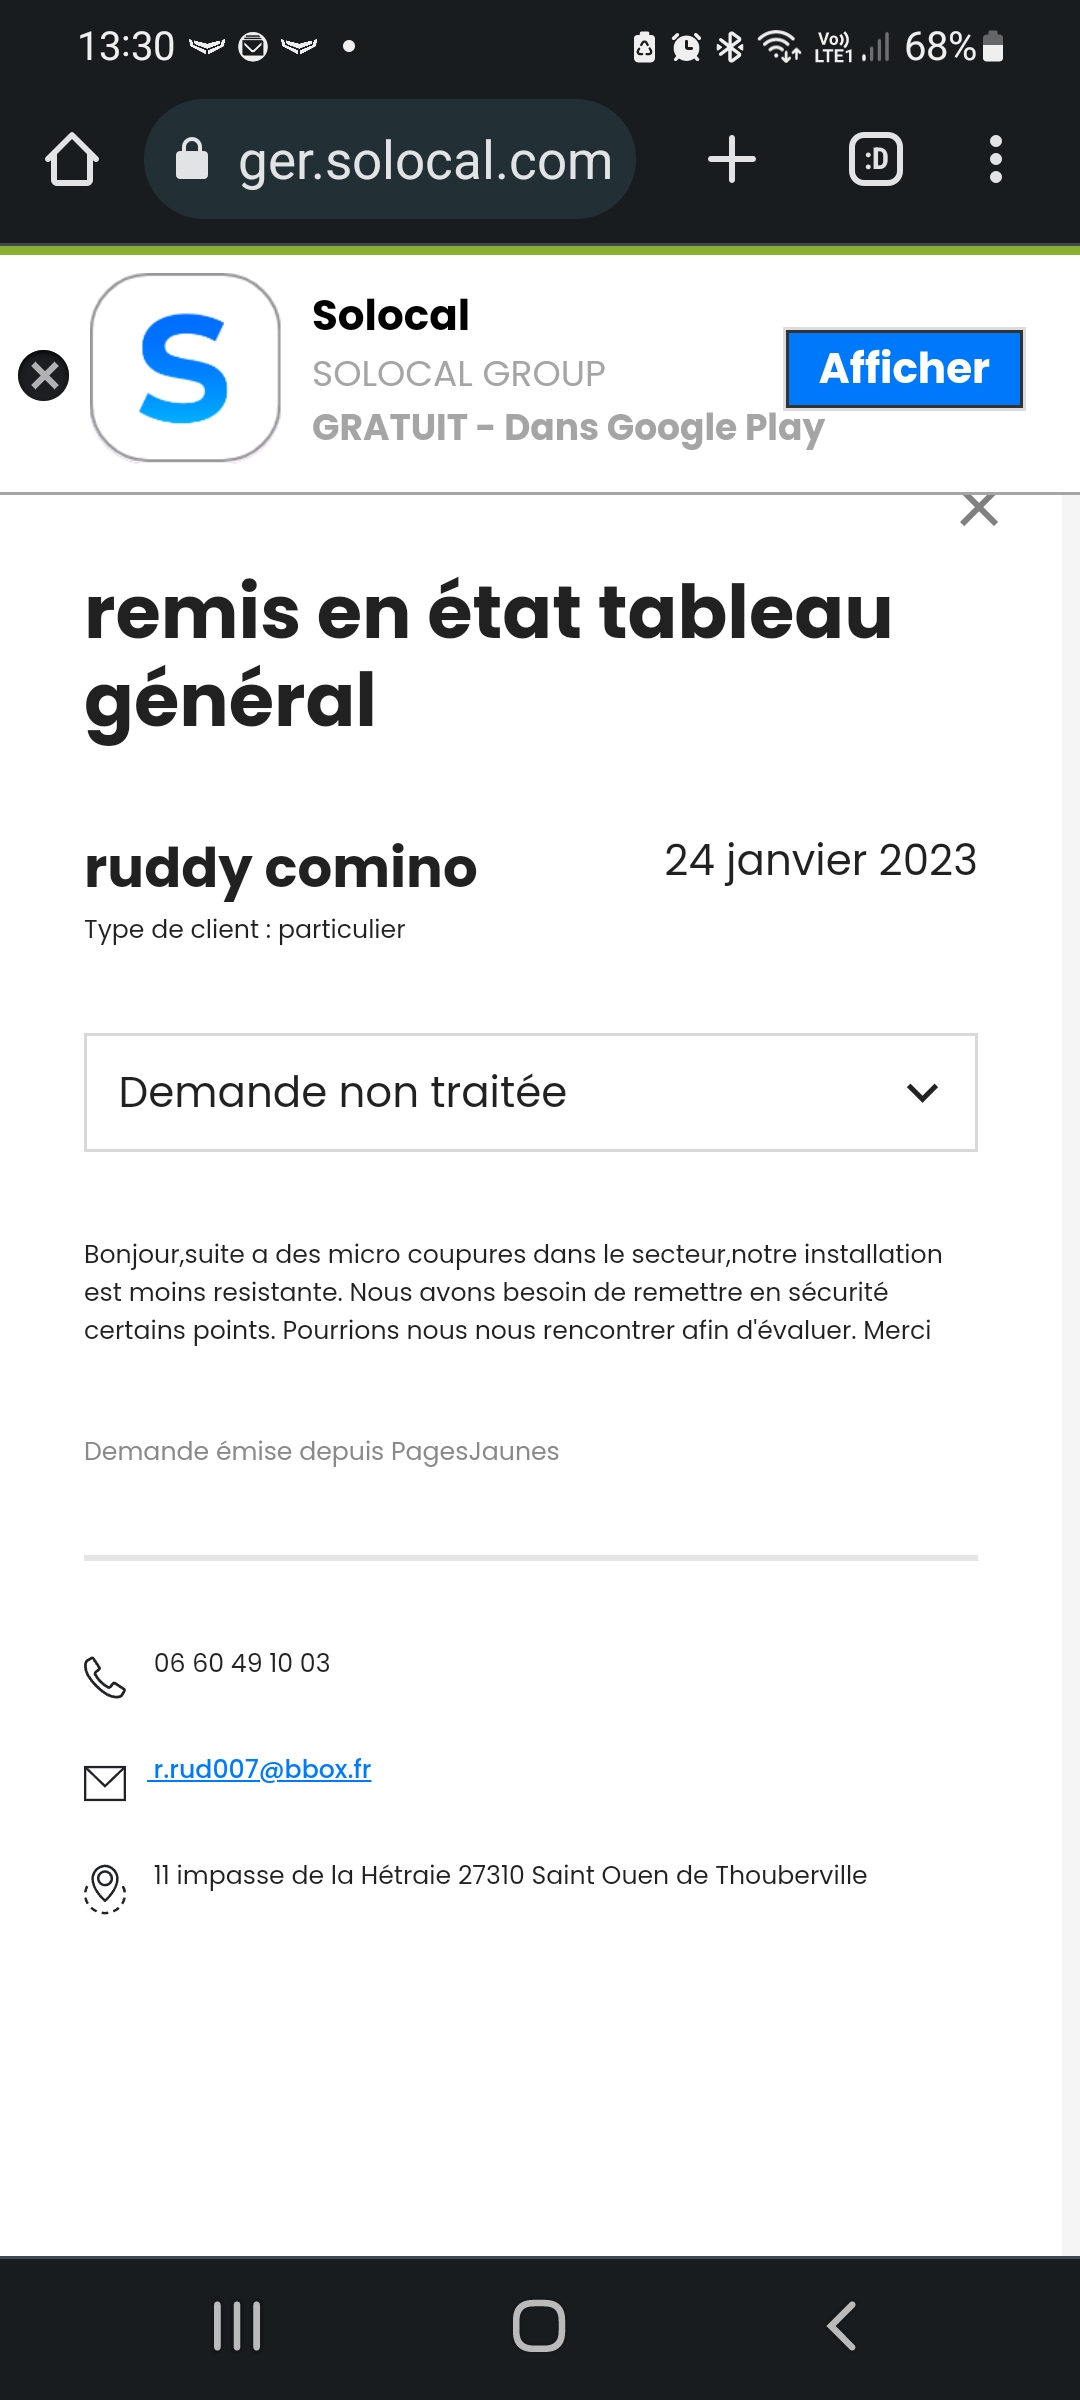 13:30
Vo))
LTE1
68%
ger.solocal.com
:D
Solocal
SOLOCAL GROUP
GRATUIT - Dans Google Play
Afficher
remis en état tableau
général
ruddy comino
24 janvier 2023
Type de client : particulier
Demande non traitée
Bonjour,suite a des micro coupures dans le secteur,notre installation
est moins resistante. Nous avons besoin de remettre en sécurité
certains points. Pourrions nous nous rencontrer afin d'évaluer. Merci
Demande émise depuis PagesJaunes
06 60 49 10 03
r.rud007@bbox.fr
11 impasse de la Hétraie 27310 Saint Ouen de Thouberville